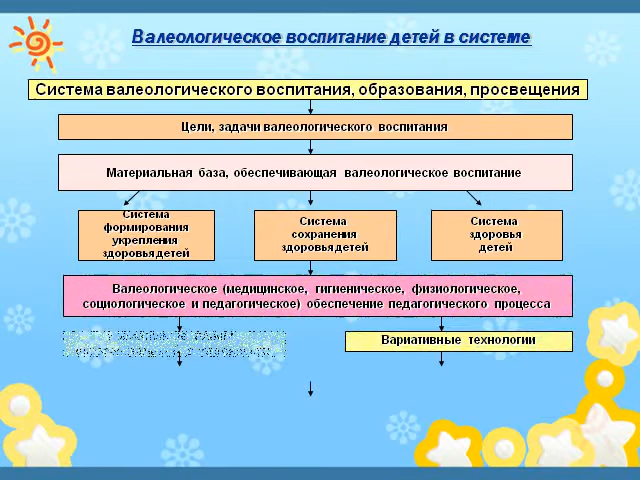 Валеологическое воспитание детей в системе
Система валеологического воспитания, образования, просвещения
Цели, задачи валеологического воспитания
Материальная база, обеспечивающая валеологическое воспитание
Система
формирования
укрепления
здоровья детей
Система
сохранения
здоровья детей
Система
здоровья
детей
Валеологическое (медицинское, гигиеническое, физиологическое,
социологическое и педагогическое) обеспечение педагогического процесса
Вариативные технологии